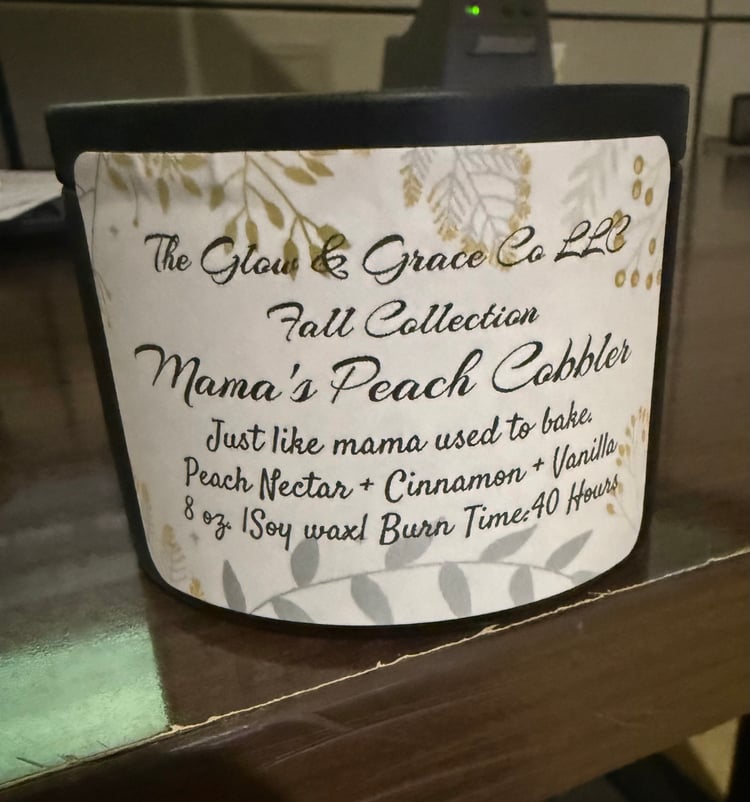 The Glow & Grace Co LLC
Fall Collection
Mama's Peach Cobbler
Just like mama used to bake.
Peach Nectar + Cinnamon + Vanilla
8 oz. |Soy wax| Burn Time:40 Hours